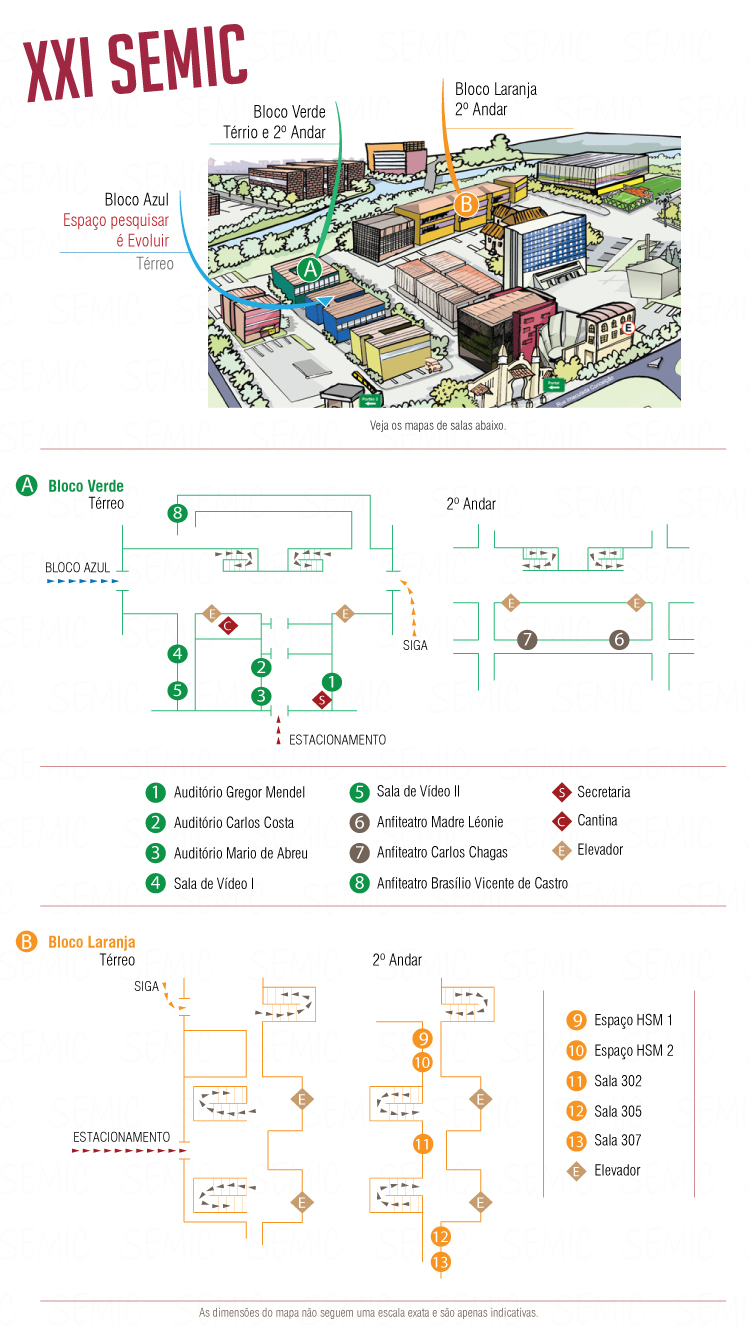 XXI SEMIC
Bloco Laranja
2º Andar
Bloco Verde
Térrio e 2º Andar
Bloco Azul
Espaço pesquisar
é Evoluir
Térreo
B
A
E
Portal
Portão 2
Rua Imaculada Conceição
Veja os mapas de salas abaixo.
A Bloco Verde
Térreo
2º Andar
8
BLOCO AZUL
E
C
E
SIGA
4
2
5
3
1
S
ESTACIONAMENTO
E
E
7
6
1 Auditório Gregor Mendel
2 Auditório Carlos Costa
3 Auditório Mario de Abreu
4 Sala de Vídeo I
5 Sala de Vídeo II
6 Anfiteatro Madre Léonie
7 Anfiteatro Carlos Chagas
8 Anfiteatro Brasílio Vicente de Castro
S Secretaria
C Cantina
E Elevador
B Bloco Laranja
Térreo
2º Andar
SIGA
E
ESTACIONAMENTO
E
9
10
E
11
E
12
13
9 Espaço HSM 1
10 Espaço HSM 2
11 Sala 302
12 Sala 305
13 Sala 307
E Elevador
As dimensões do mapa não seguem uma escala exata e são apenas indicativas.